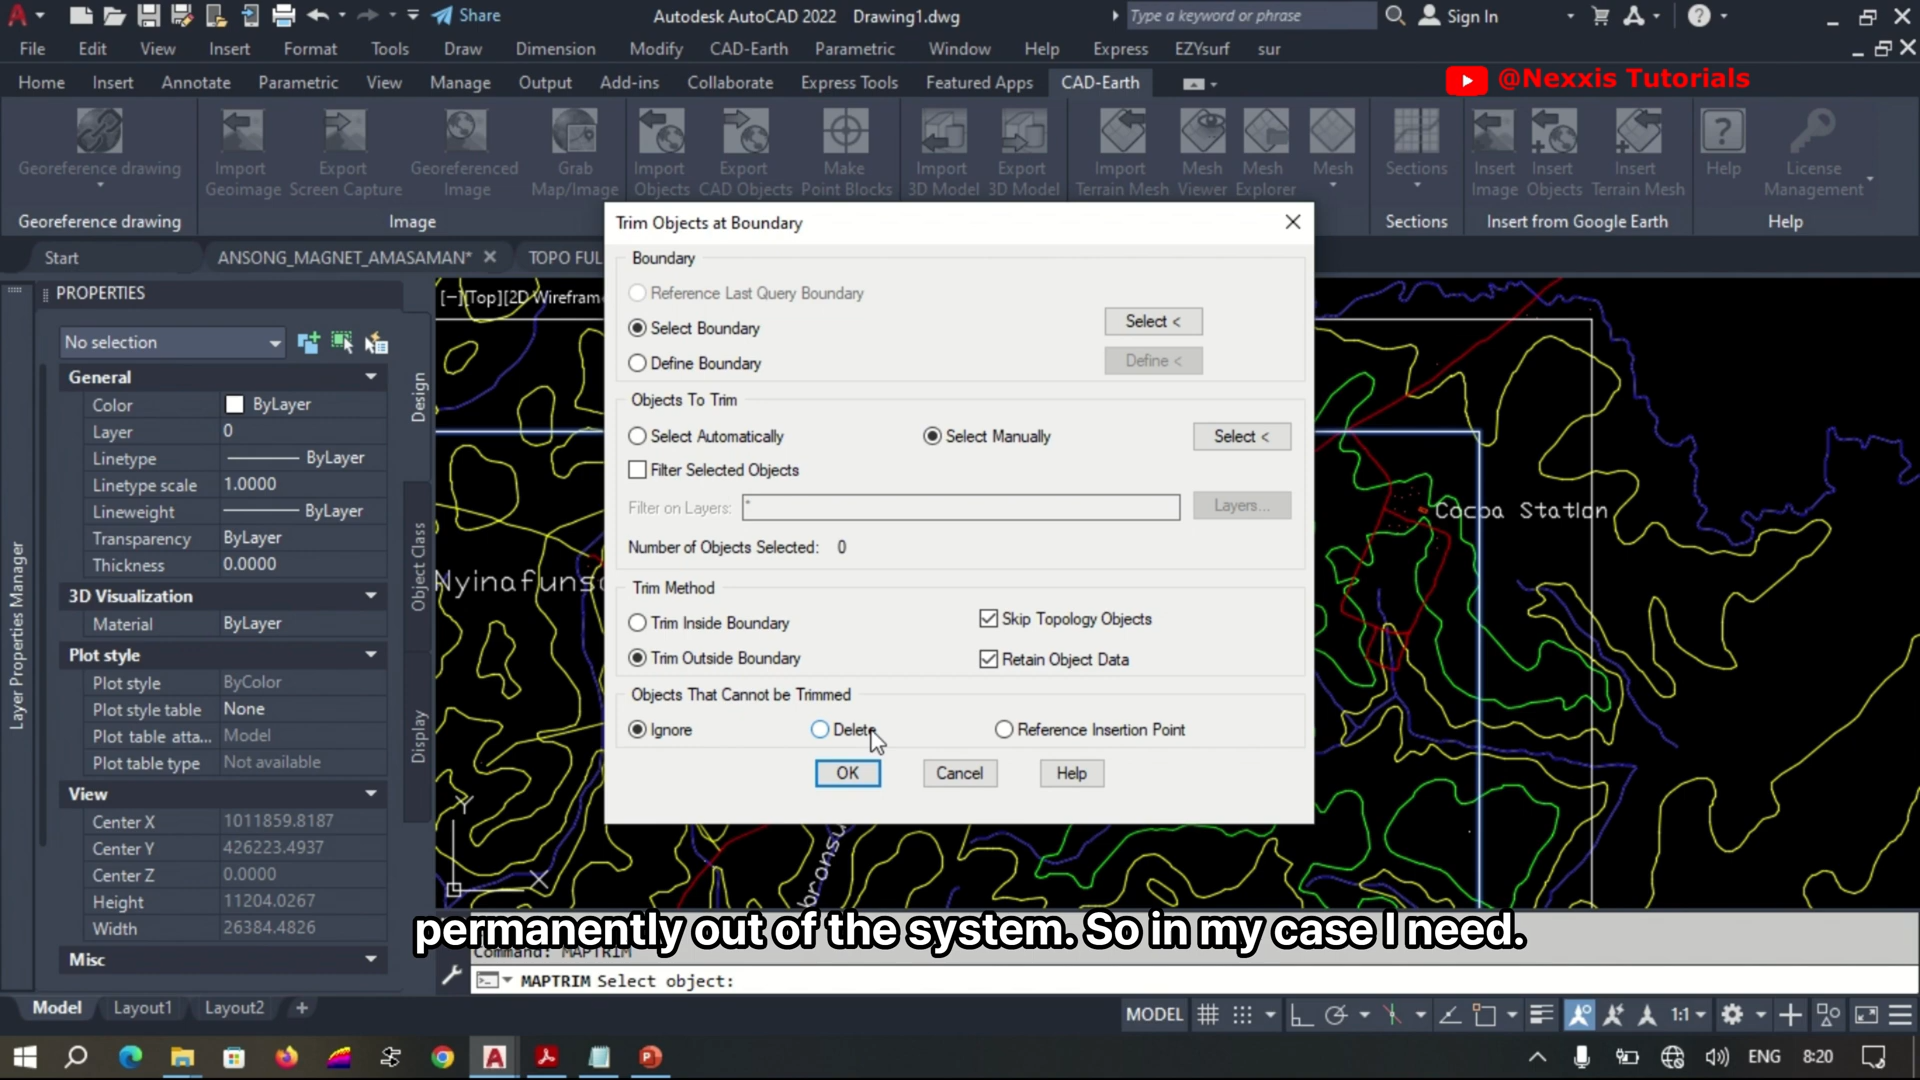 Share
Autodesk AutoCAD 2022 Drawing1.dwg
Type a keyword or phrase
Sign In
File Edit View Insert Format Tools Draw Dimension Modify CAD-Earth Parametric Window Help Express EZYsurf sur
Home Insert Annotate Parametric View Manage Output Add-ins Collaborate Express Tools Featured Apps CAD-Earth
@Nexxis Tutorials
Georeference drawing
Import Geoimage
Export Screen Capture
Georeferenced Image
Grab Map/Image
Import Objects
Export CAD Objects
Make Point Blocks
Import 3D Model
Export 3D Model
Import Terrain Mesh
Mesh Viewer
Mesh Explorer
Mesh
Sections
Insert Image
Insert Objects
Insert Terrain Mesh
Help
License Management
Georeference drawing
Image
Sections
Insert from Google Earth
Help
Start
ANSONG_MAGNET_AMASAMAN*
TOPO FUL
PROPERTIES
No selection
General
Color ByLayer
Layer 0
Linetype ByLayer
Linetype scale 1.0000
Lineweight ByLayer
Transparency ByLayer
Thickness 0.0000
3D Visualization
Material ByLayer
Plot style
Plot style ByColor
Plot style table None
Plot table atta... Model
Plot table type Not available
View
Center X 1011859.8187
Center Y 426223.4937
Center Z 0.0000
Height 11204.0267
Width 26384.4826
Misc
Layer Properties Manager
Design
Object Class
Display
[−][Top][2D Wirefram
Nyinafuns
Cocoa Station
Y
X
Trim Objects at Boundary
Boundary
Reference Last Query Boundary
Select Boundary
Select <
Define Boundary
Define <
Objects To Trim
Select Automatically
Select Manually
Select <
Filter Selected Objects
Filter on Layers: *
Layers...
Number of Objects Selected: 0
Trim Method
Trim Inside Boundary
Skip Topology Objects
Trim Outside Boundary
Retain Object Data
Objects That Cannot be Trimmed
Ignore
Delete
Reference Insertion Point
OK
Cancel
Help
permanently out of the system. So in my case I need.
Command: MAPTRIM
MAPTRIM Select object:
Model Layout1 Layout2 +
MODEL
1:1
ENG 8:20